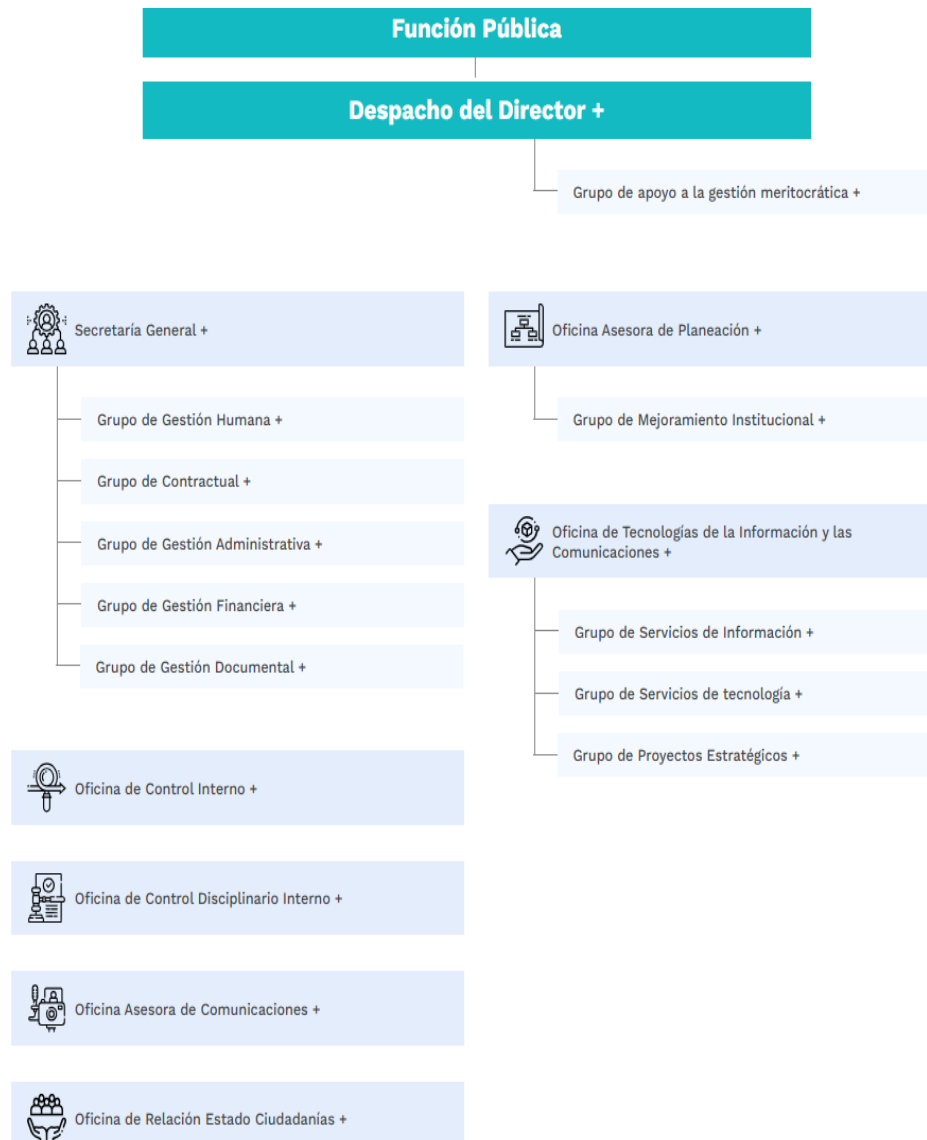 Función Pública
Despacho del Director +
Grupo de apoyo a la gestión meritocrática +
Secretaría General +
Grupo de Gestión Humana +
Grupo de Contractual +
Grupo de Gestión Administrativa +
Grupo de Gestión Financiera +
Grupo de Gestión Documental +
Oficina Asesora de Planeación +
Grupo de Mejoramiento Institucional +
Oficina de Tecnologías de la Información y las
Comunicaciones +
Grupo de Servicios de Información +
Grupo de Servicios de tecnología +
Grupo de Proyectos Estratégicos +
Oficina de Control Interno +
Oficina de Control Disciplinario Interno +
Oficina Asesora de Comunicaciones +
Oficina de Relación Estado Ciudadanías +